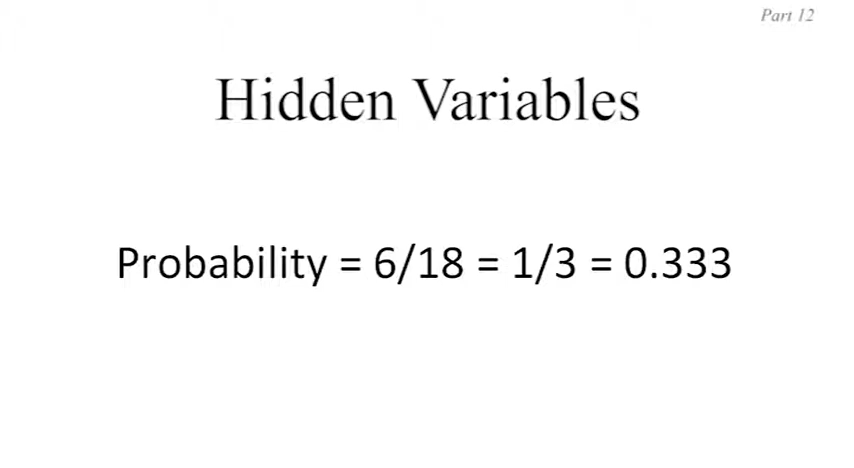 Part 12
Hidden Variables
Probability = 6/18 = 1/3 = 0.333